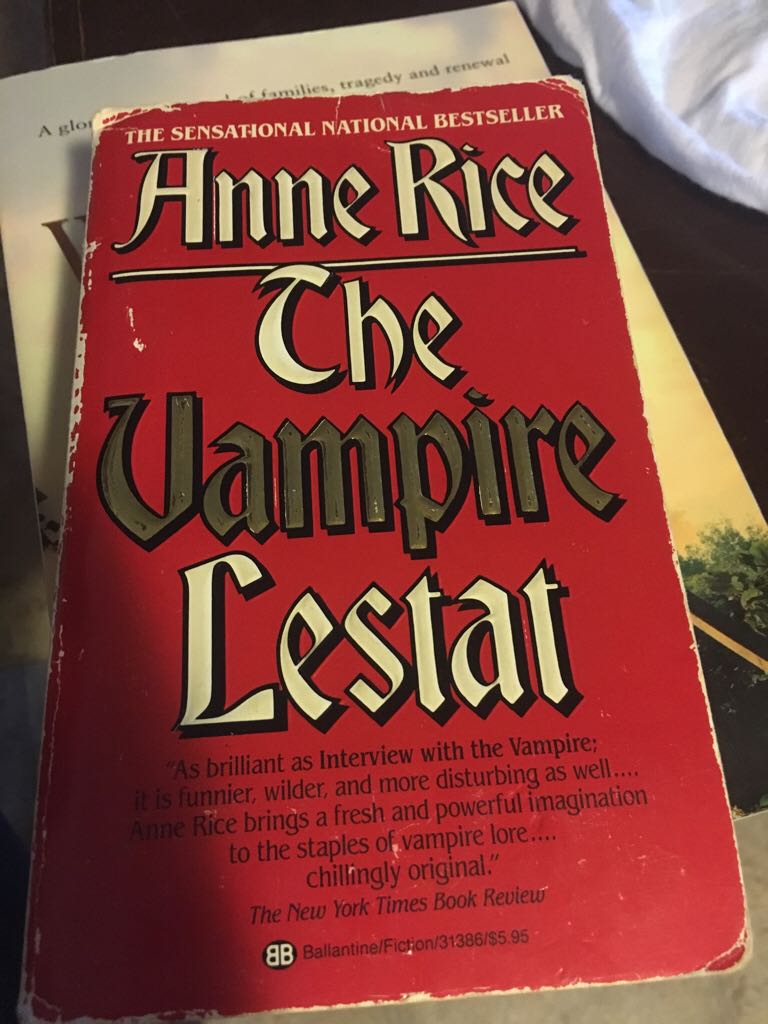 A glor
of families, tragedy and renewal
THE SENSATIONAL NATIONAL BESTSELLER
Anne Rice
The
Vampire
Lestat
"As brilliant as Interview with the Vampire;
it is funnier, wilder, and more disturbing as well....
Anne Rice brings a fresh and powerful imagination
to the staples of vampire lore....
chillingly original."
The New York Times Book Review
BB Ballantine/Fiction/31386/$5.95